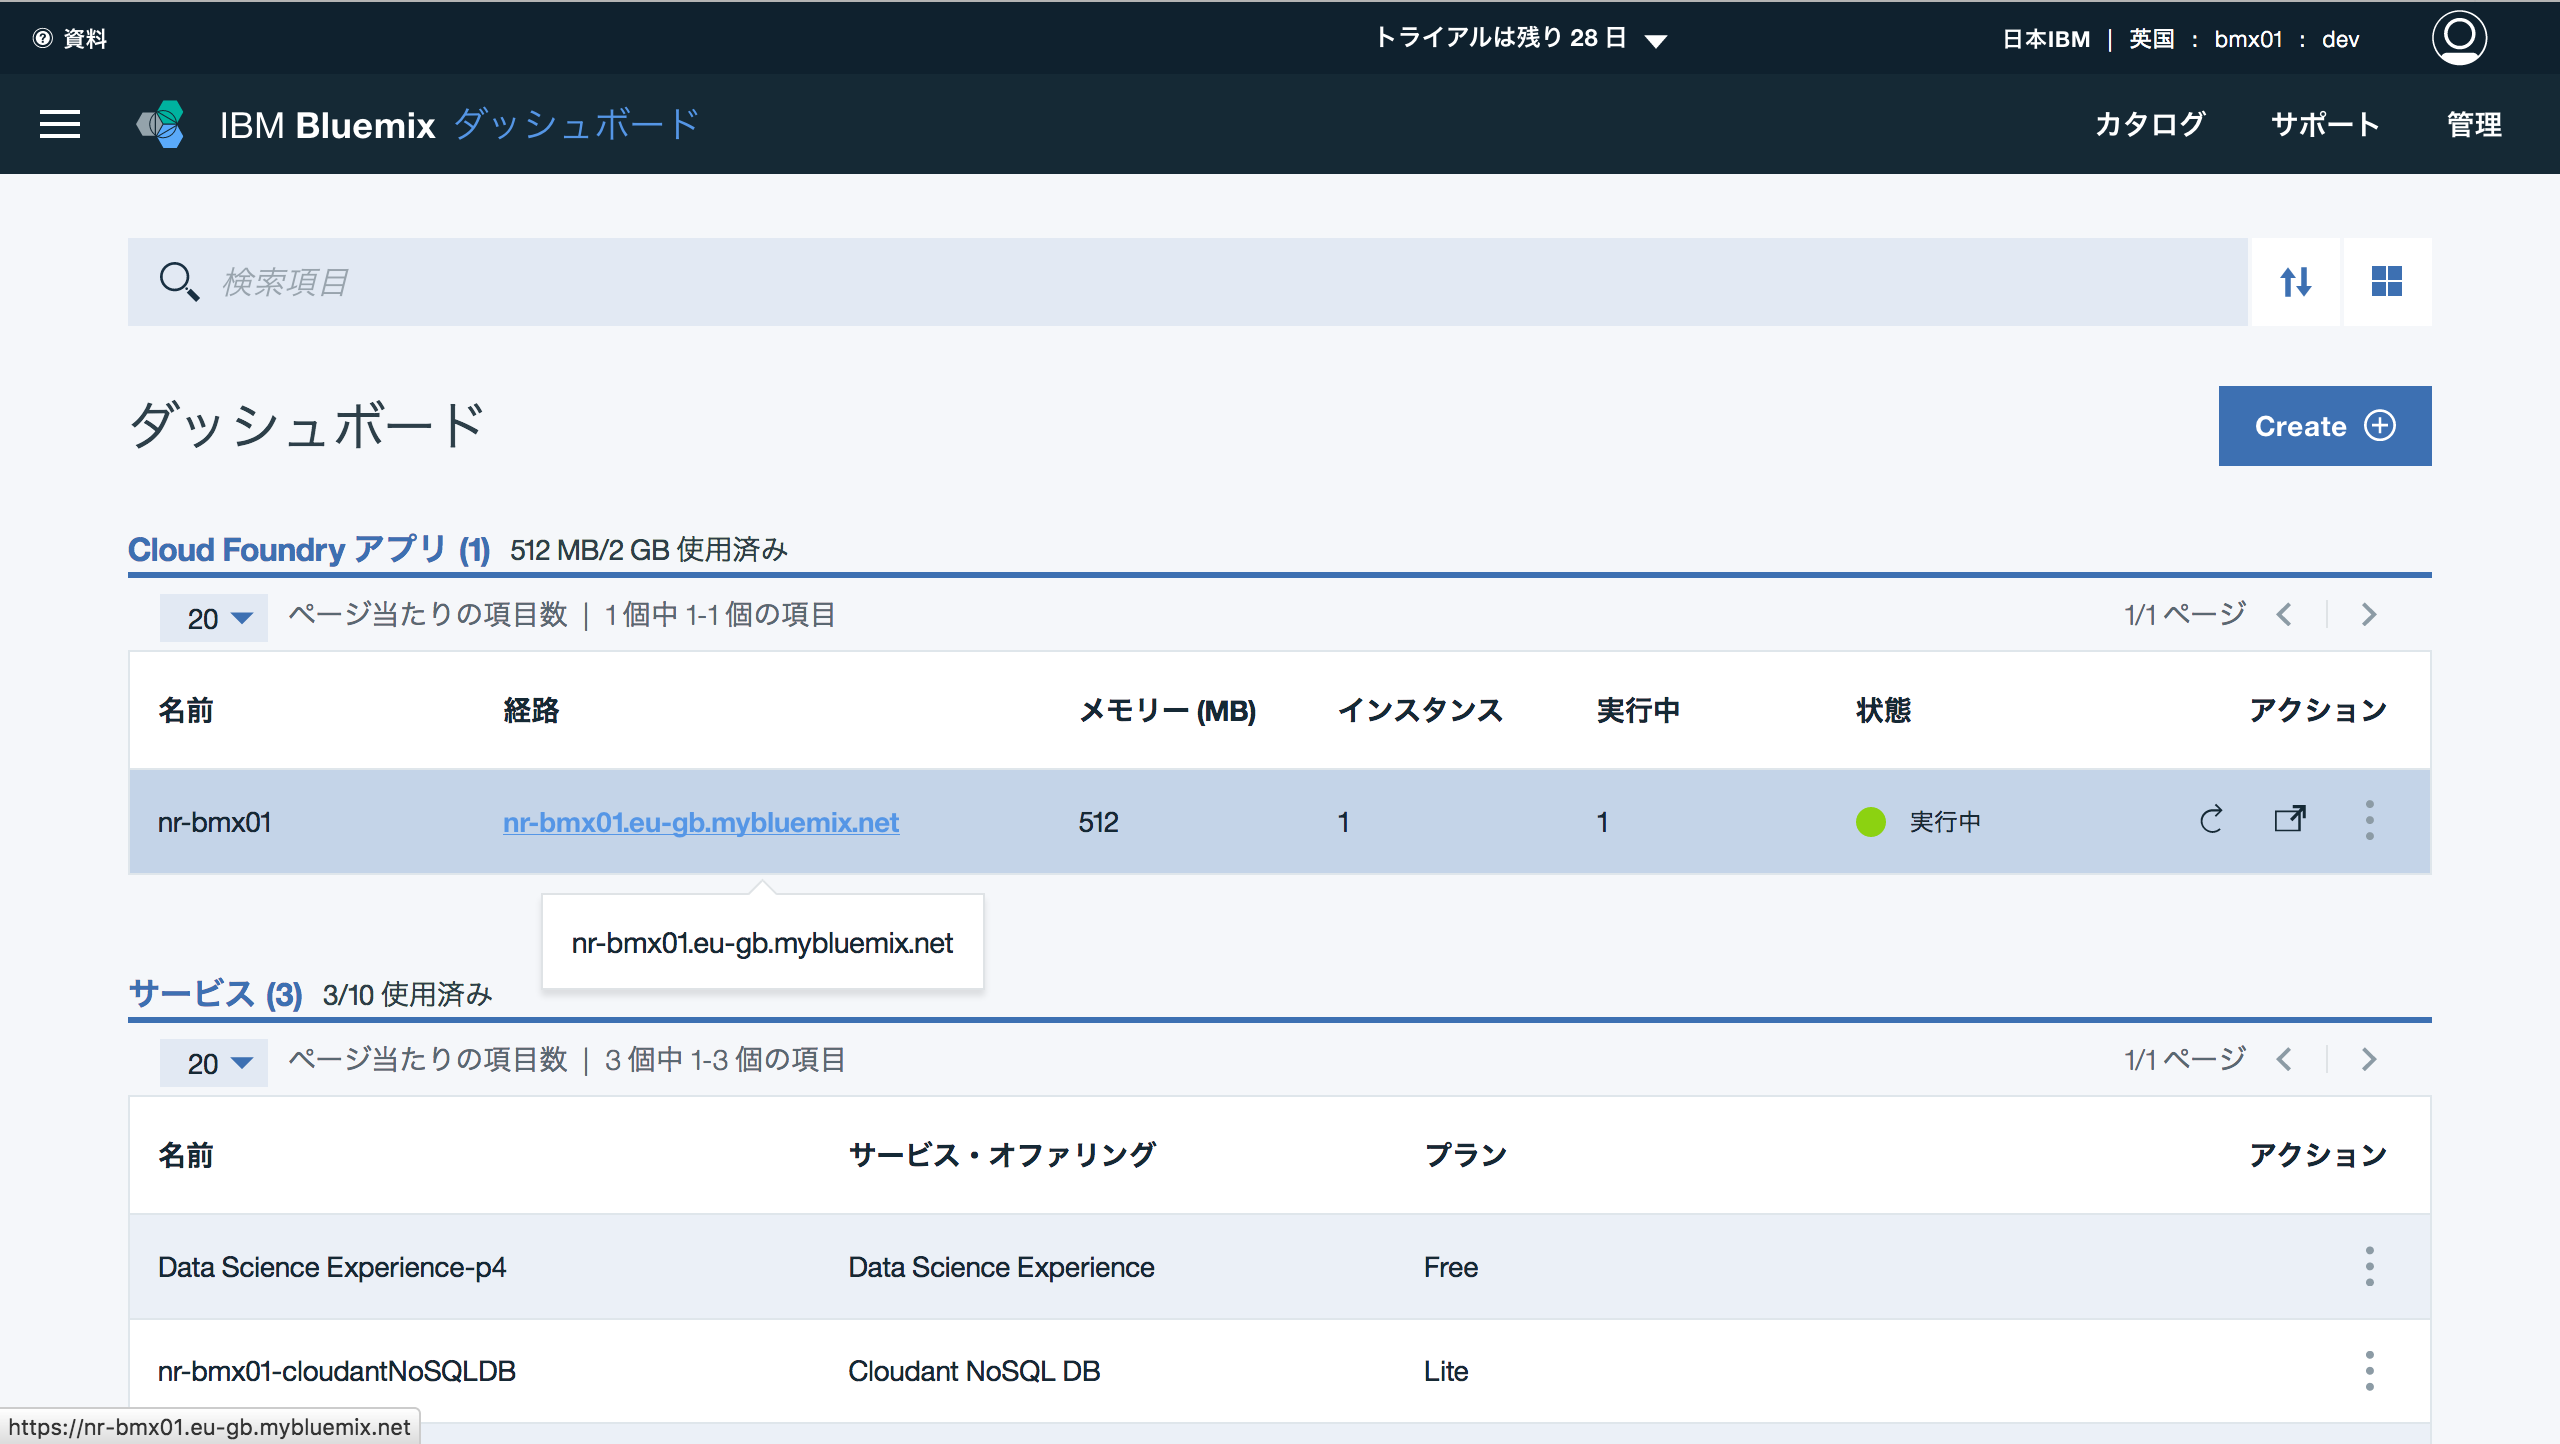 資料
トライアルは残り 28 日
日本IBM | 英国 : bmx01 : dev
IBM Bluemix ダッシュボード
カタログ
サポート
管理
検索項目
ダッシュボード
Create
Cloud Foundry アプリ (1) 512 MB/2 GB 使用済み
20 ページ当たりの項目数 | 1 個中 1-1 個の項目
1/1 ページ
名前 経路 メモリー (MB) インスタンス 実行中 状態 アクション
nr-bmx01 nr-bmx01.eu-gb.mybluemix.net 512 1 1 実行中
nr-bmx01.eu-gb.mybluemix.net
サービス (3) 3/10 使用済み
20 ページ当たりの項目数 | 3 個中 1-3 個の項目
1/1 ページ
名前 サービス・オファリング プラン アクション
Data Science Experience-p4 Data Science Experience Free
nr-bmx01-cloudantNoSQLDB Cloudant NoSQL DB Lite
https://nr-bmx01.eu-gb.mybluemix.net